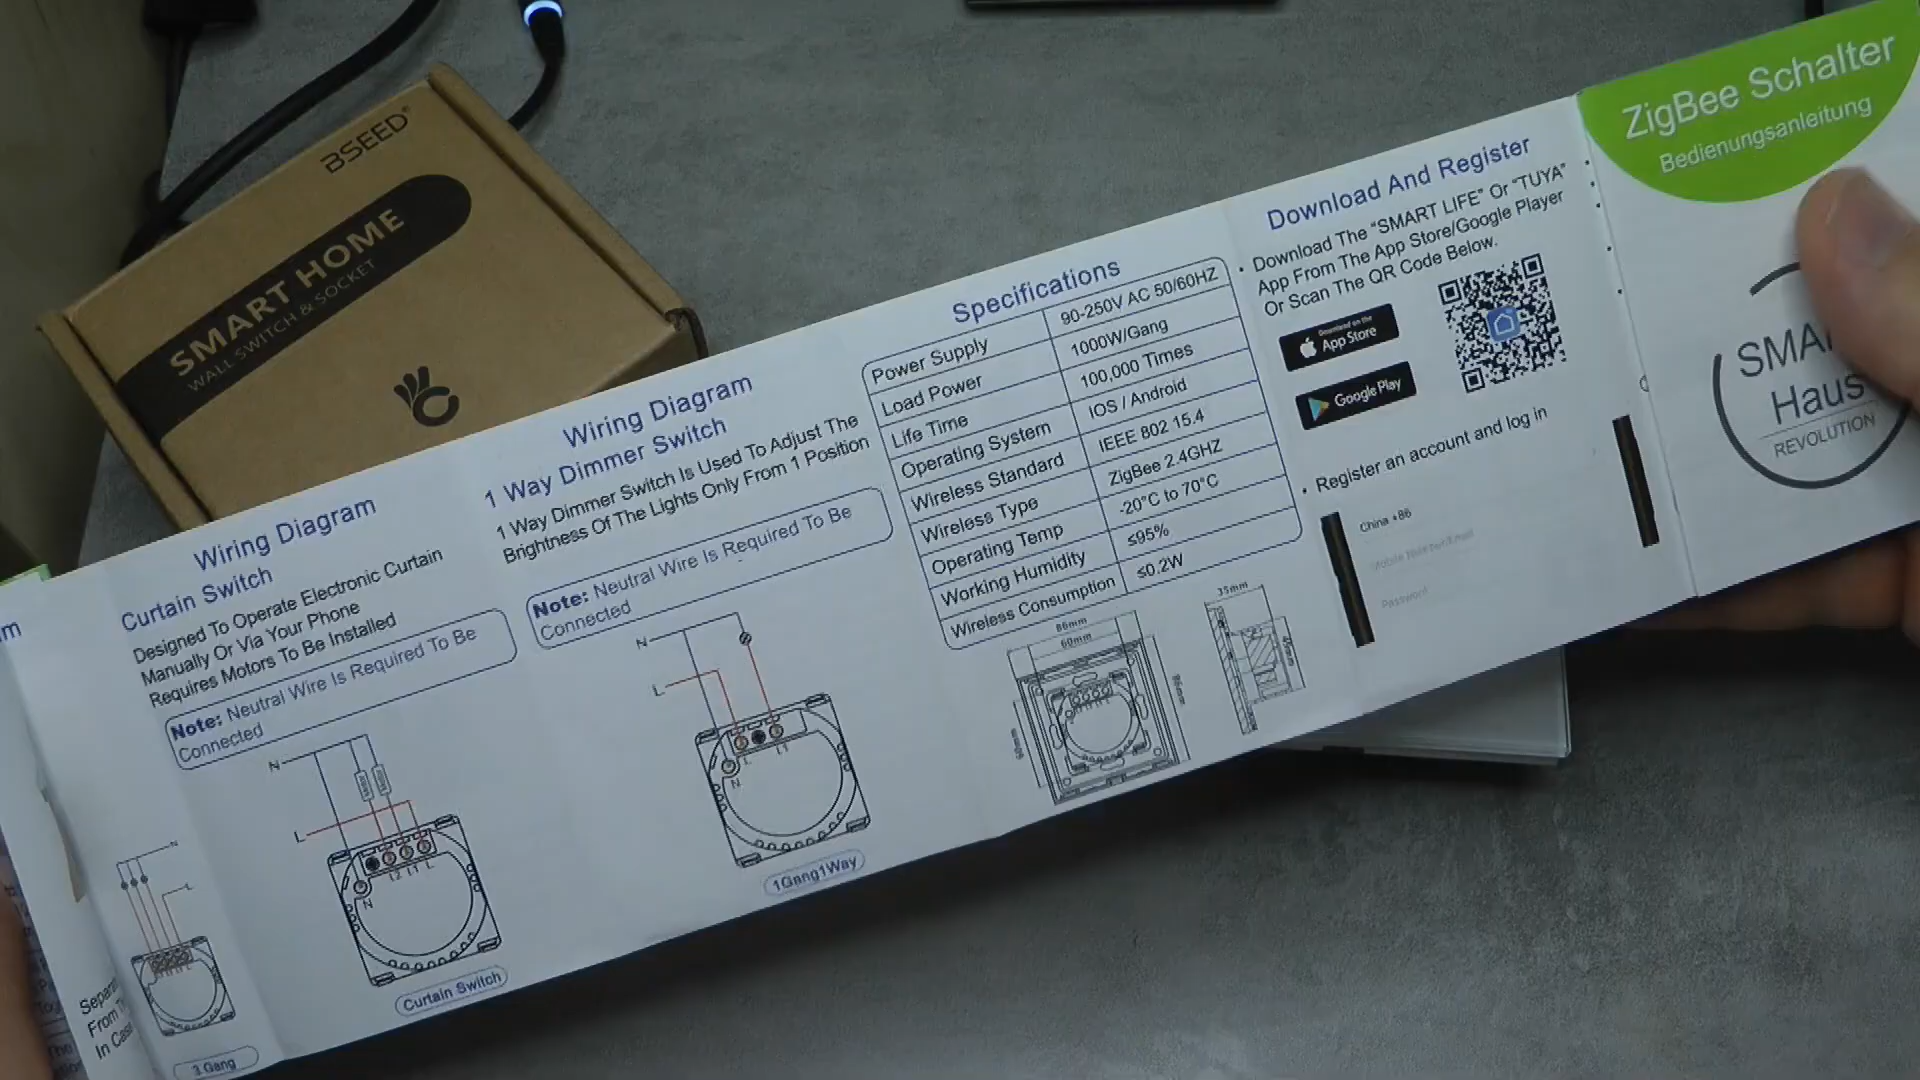 BSEED
SMART HOME
WALL SWITCH & SOCKET
3 Gang
Wiring Diagram
Curtain Switch
Designed To Operate Electronic Curtain
Manually Or Via Your Phone
Requires Motors To Be Installed
Note: Neutral Wire Is Required To Be
Connected
N
L
L2 L1 L
N
Curtain Switch
Wiring Diagram
1 Way Dimmer Switch
1 Way Dimmer Switch Is Used To Adjust The
Brightness Of The Lights Only From 1 Position
Note: Neutral Wire Is Required To Be
Connected
N
L
L L1
N
1Gang1Way
Specifications
Power Supply 90-250V AC 50/60HZ
Load Power 1000W/Gang
Life Time 100,000 Times
Operating System IOS / Android
Wireless Standard IEEE 802 15.4
Wireless Type ZigBee 2.4GHZ
Operating Temp -20°C to 70°C
Working Humidity ≤95%
Wireless Consumption ≤0.2W
86mm
60mm
35mm
Download And Register
Download The “SMART LIFE” Or “TUYA”
App From The App Store/Google Player
Or Scan The QR Code Below.
Download on the
App Store
Google Play
Register an account and log in
China +86
Password
ZigBee Schalter
Bedienungsanleitung
Haus
REVOLUTION